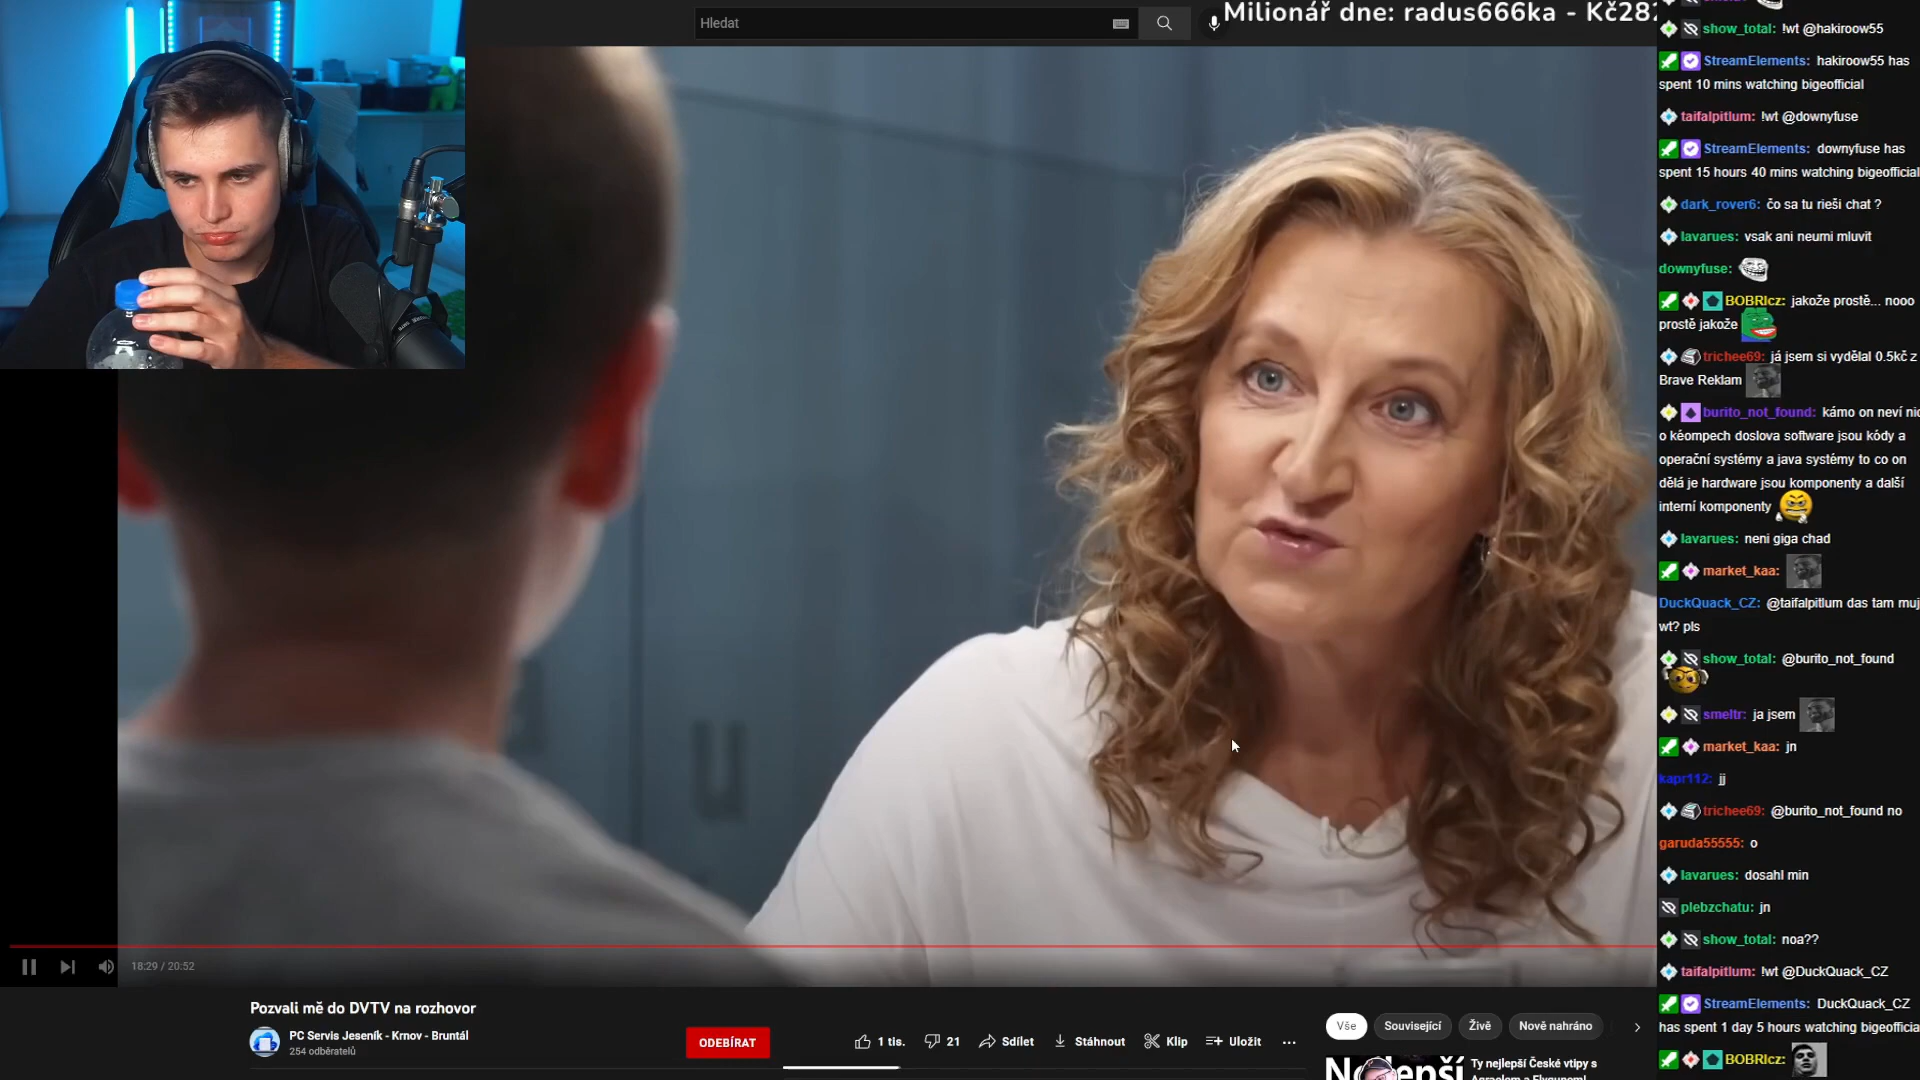 Hledat
Milionář dne: radus666ka - Kč282
show_total: !wt @hakiroow55
StreamElements: hakiroow55 has
spent 10 mins watching bigeofficial
taifalpitlum: !wt @downyfuse
StreamElements: downyfuse has
spent 15 hours 40 mins watching bigeofficial
dark_rover6: čo sa tu rieši chat ?
lavarues: vsak ani neumi mluvit
downyfuse:
BOBRIcz: jakože prostě... nooo
prostě jakože
trichee69: já jsem si vydělal 0.5kč z
Brave Reklam
burito_not_found: kámo on neví nic
o kéompech doslova software jsou kódy a
operační systémy a java systémy to co on
dělá je hardware jsou komponenty a další
interní komponenty
lavarues: neni giga chad
market_kaa:
DuckQuack_CZ: @taifalpitlum das tam muj
wt? pls
show_total: @burito_not_found
smeltr: ja jsem
market_kaa: jn
kapr112: jj
trichee69: @burito_not_found no
garuda55555: o
lavarues: dosahl min
plebzchatu: jn
show_total: noa??
taifalpitlum: !wt @DuckQuack_CZ
StreamElements: DuckQuack_CZ
has spent 1 day 5 hours watching bigeofficial
BOBRIcz:
18:29 / 20:52
Pozvali mě do DVTV na rozhovor
PC Servis Jeseník - Krnov - Bruntál
254 odběratelů
ODEBÍRAT
1 tis.
21
Sdílet
Stáhnout
Klip
Uložit
Vše
Související
Živě
Nově nahráno
Nejlepší
Ty nejlepší České vtipy s